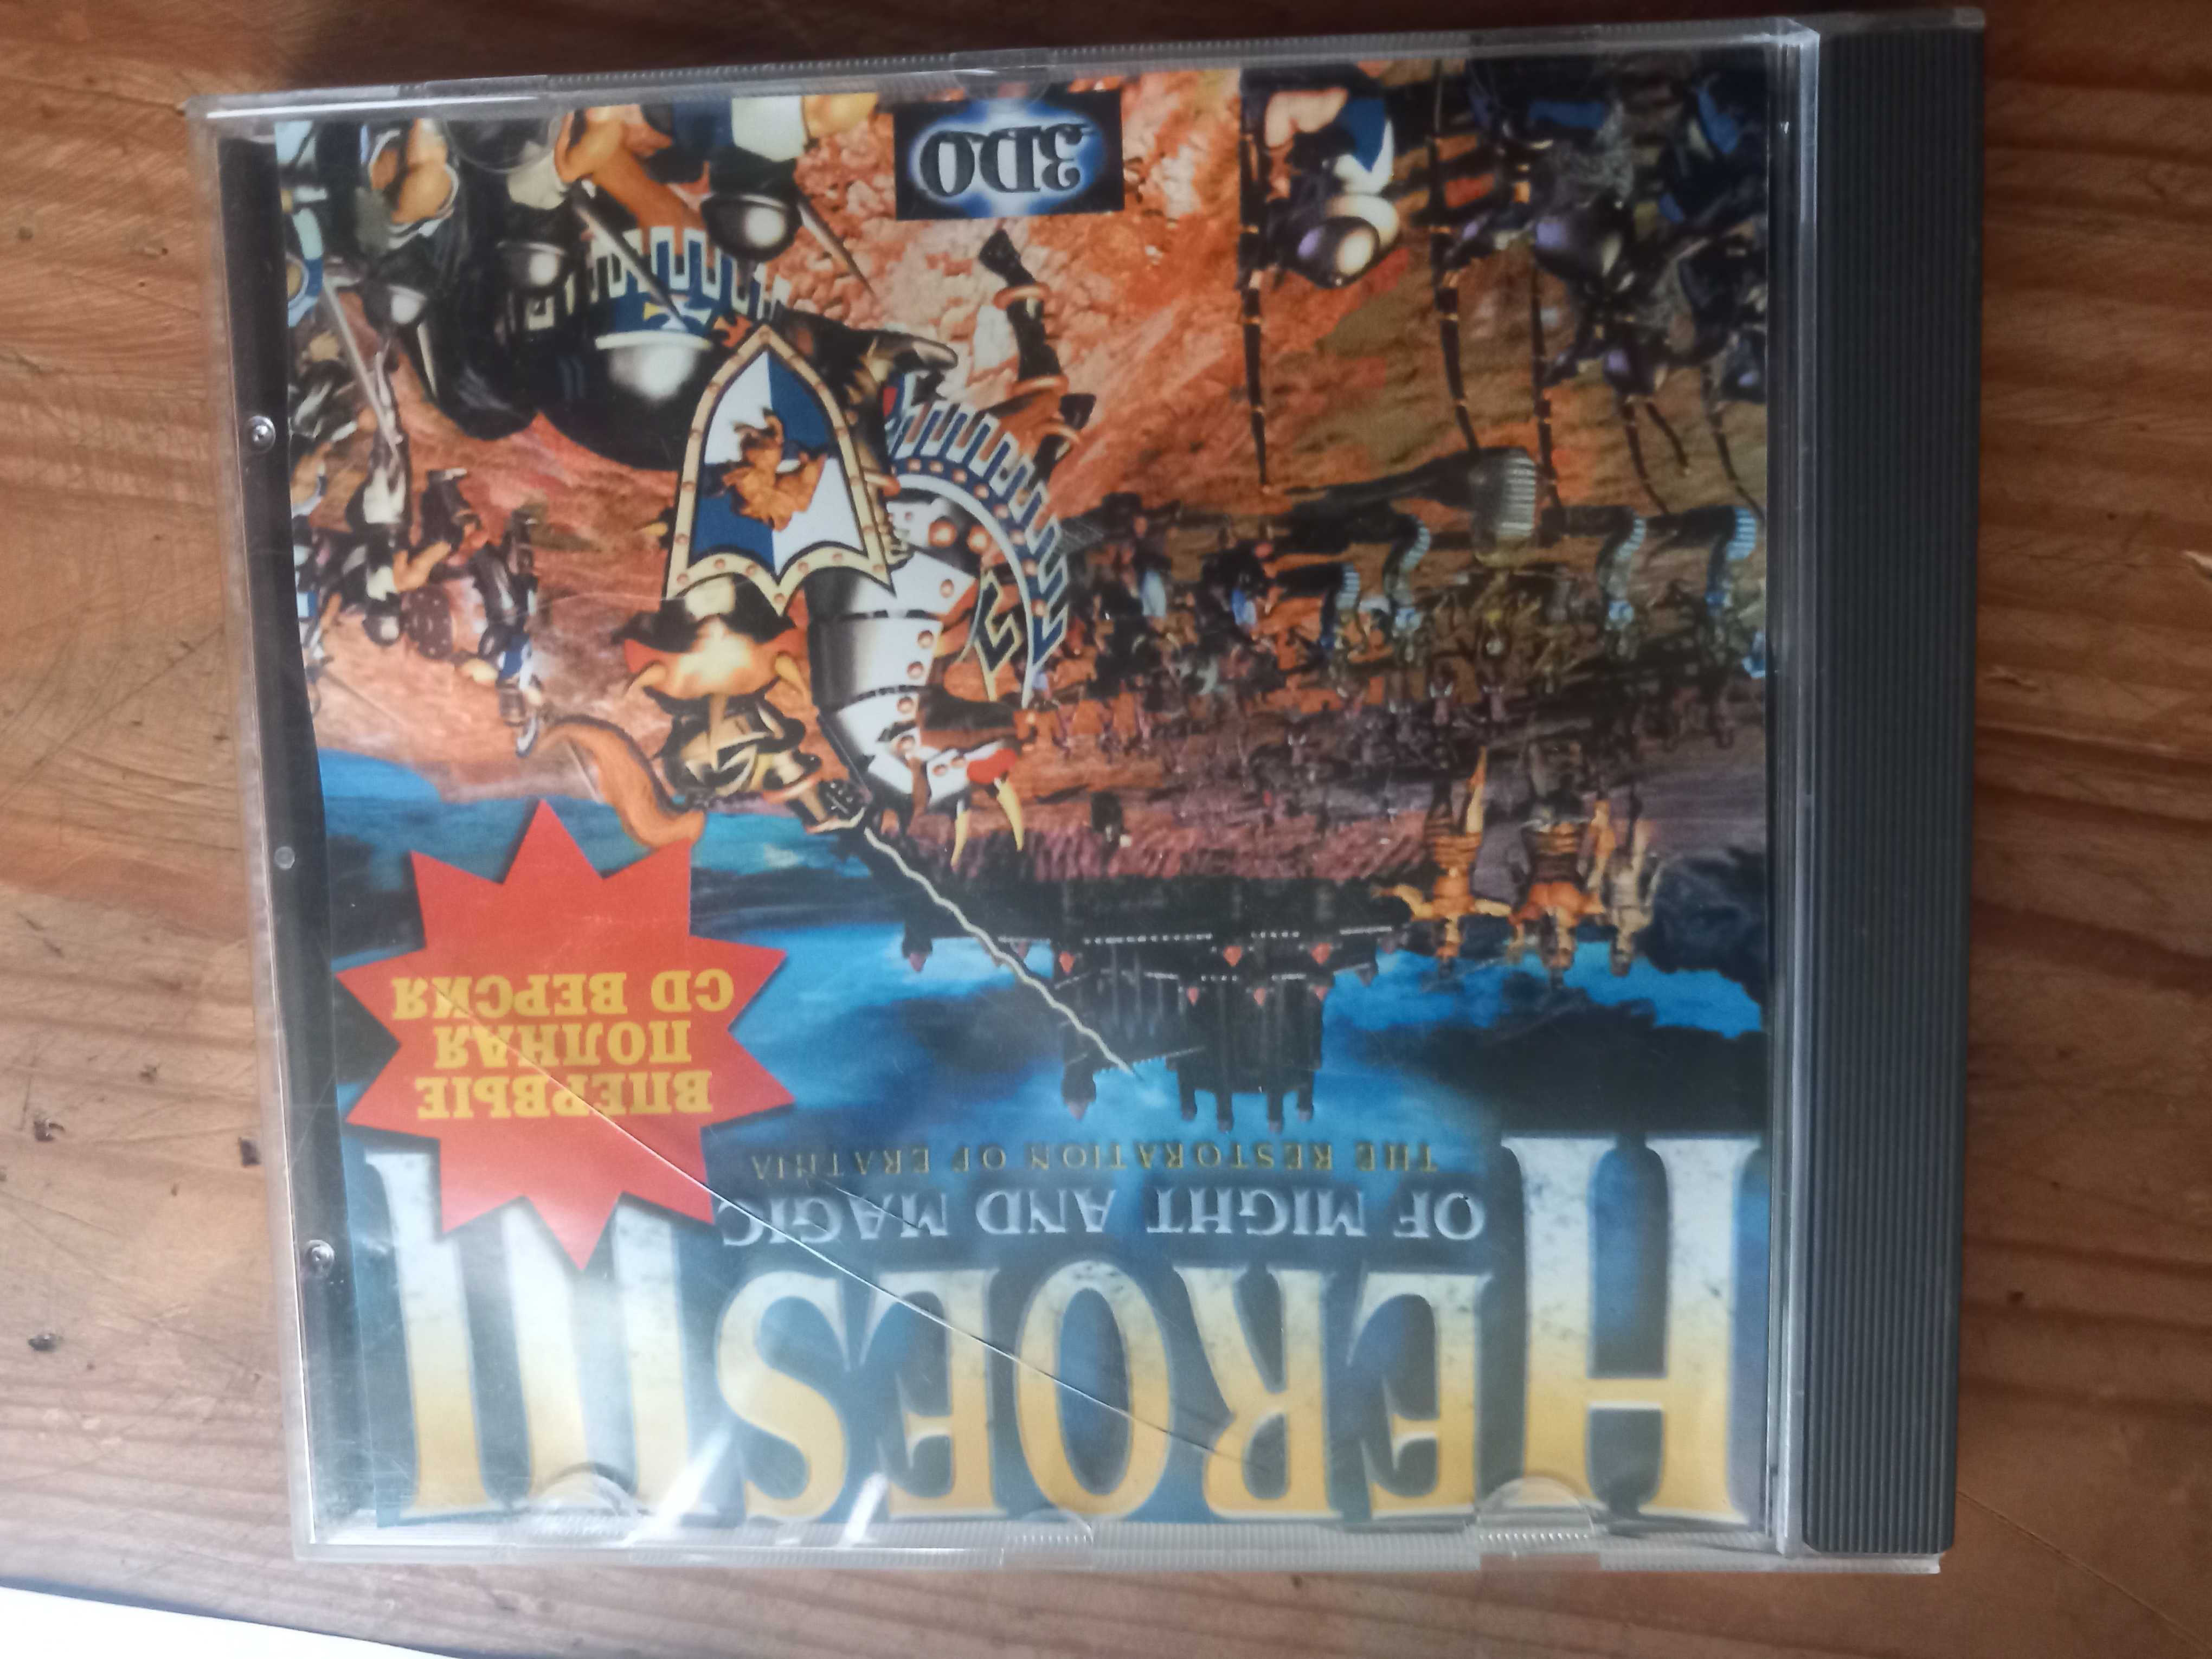 HEROES III
OF MIGHT AND MAGIC
THE RESTORATION OF ERATHIA
ВПЕРВЫЕ
ПОЛНАЯ
CD ВЕРСИЯ
3DO